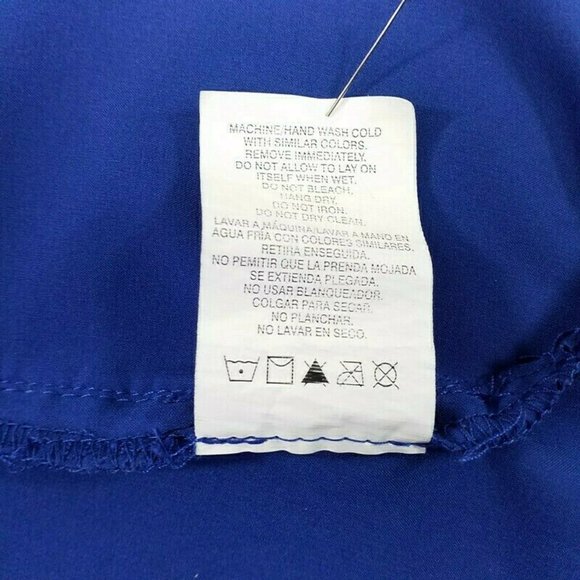 MACHINE/HAND WASH COLD
WITH SIMILAR COLORS.
REMOVE IMMEDIATELY.
DO NOT ALLOW TO LAY ON
ITSELF WHEN WET.
DO NOT BLEACH.
HANG DRY.
DO NOT IRON.
DO NOT DRY CLEAN.
LAVAR A MÁQUINA/LAVAR A MANO EN
AGUA FRÍA CON COLORES SIMILARES.
RETIRA ENSEGUIDA.
NO PEMITIR QUE LA PRENDA MOJADA
SE EXTIENDA PLEGADA.
NO USAR BLANQUEADOR.
COLGAR PARA SECAR.
NO PLANCHAR.
NO LAVAR EN SECO.